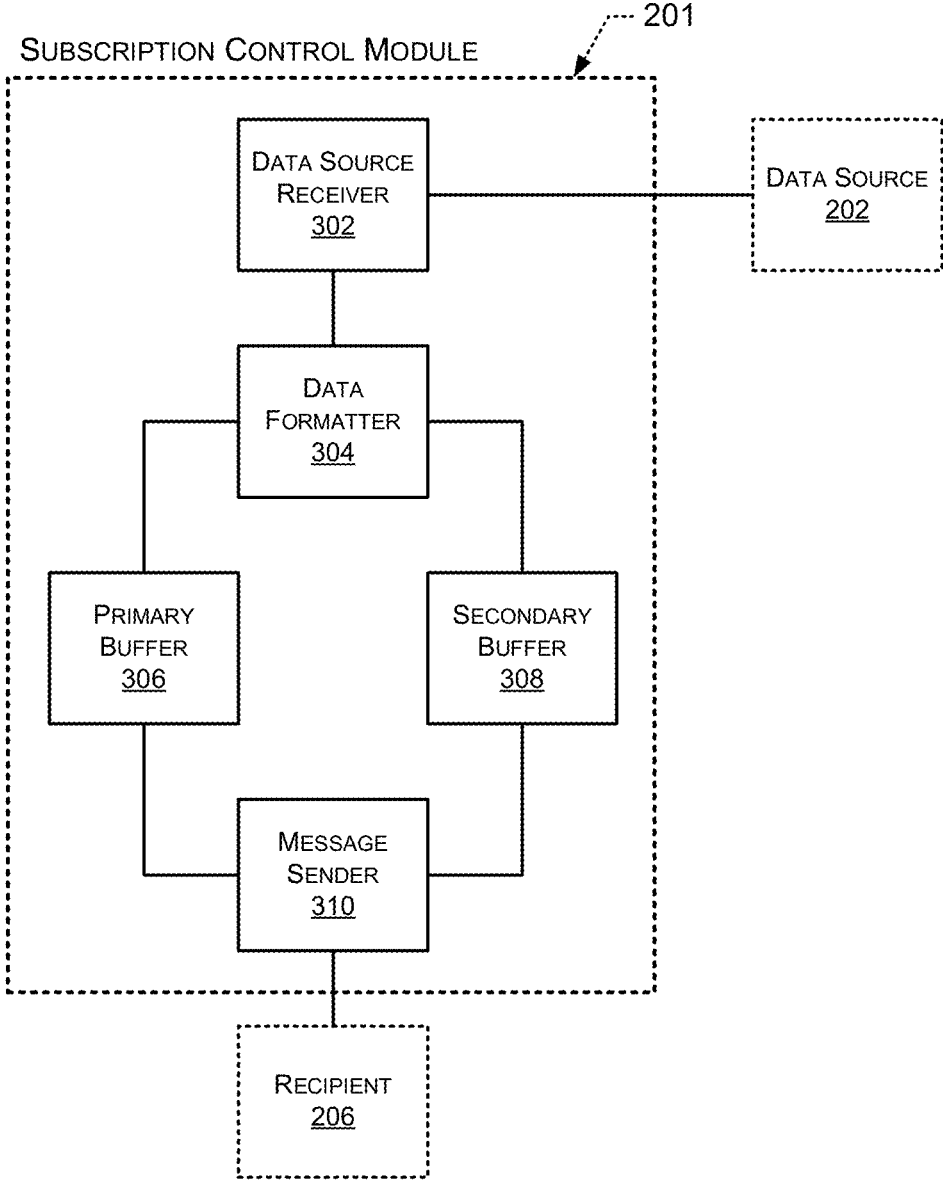 201
SUBSCRIPTION CONTROL MODULE
DATA SOURCE
RECEIVER
302
DATA SOURCE
202
DATA
FORMATTER
304
PRIMARY
BUFFER
306
SECONDARY
BUFFER
308
MESSAGE
SENDER
310
RECIPIENT
206